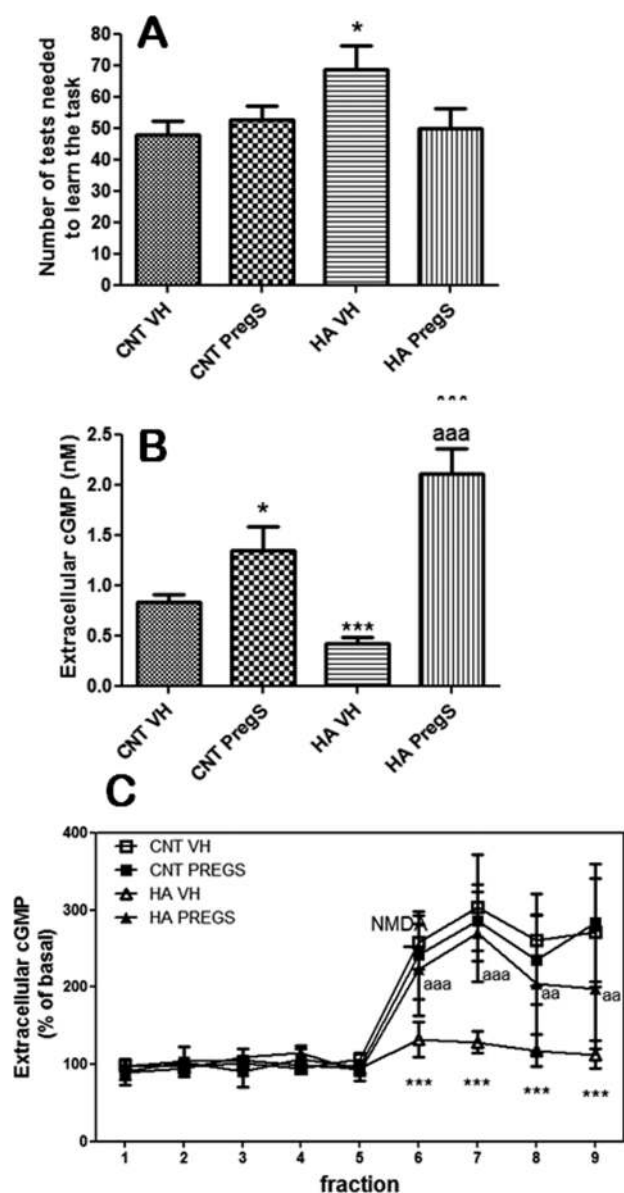 A
Number of tests needed
to learn the task
80
70
60
50
40
30
20
10
0
*
CNT VH
CNT PregS
HA VH
HA PregS
B
Extracellular cGMP (nM)
2.5
2.0
1.5
1.0
0.5
0.0
*
***
aaa
CNT VH
CNT PregS
HA VH
HA PregS
C
Extracellular cGMP
(% of basal)
400
300
200
100
0
CNT VH
CNT PREGS
HA VH
HA PREGS
NMDA
aaa
aaa
aa
aa
***
***
***
***
1 2 3 4 5 6 7 8 9
fraction